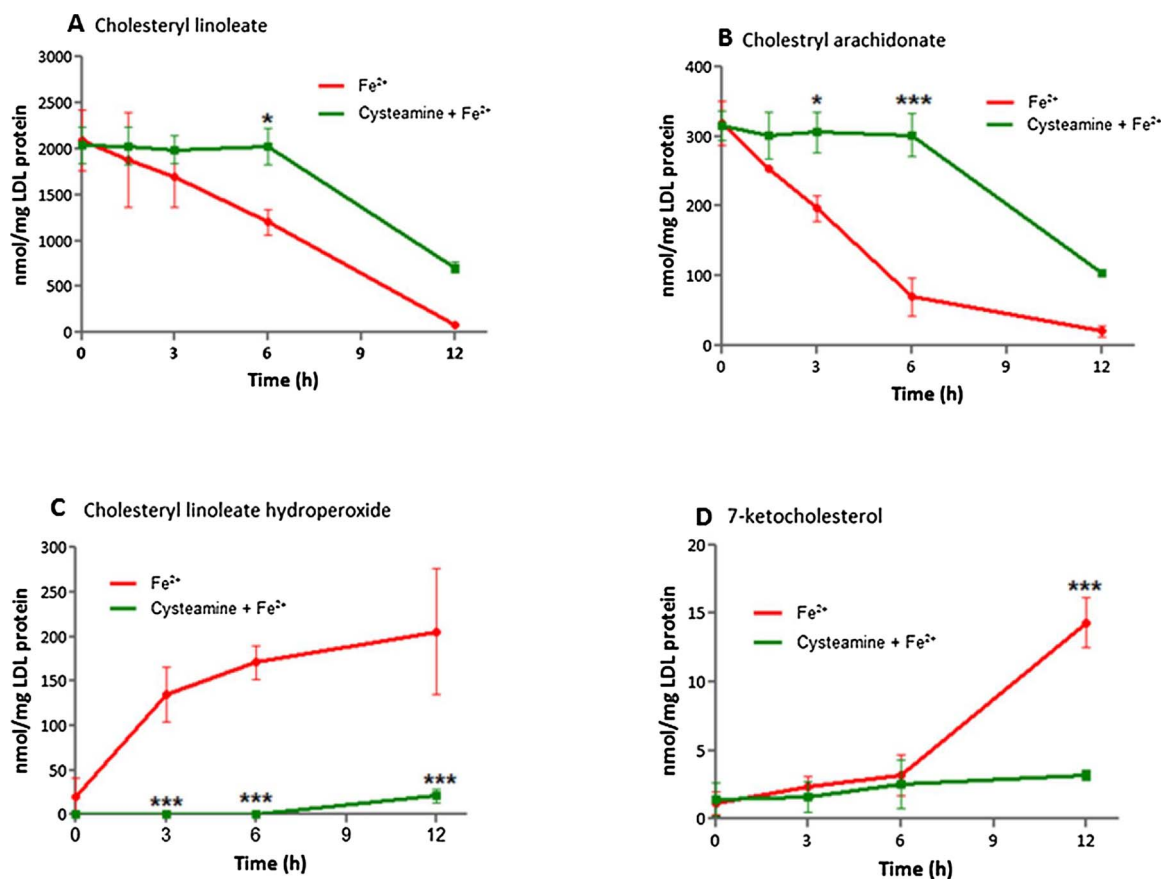 A Cholesteryl linoleate
nmol/mg LDL protein
3000
2500
2000
1500
1000
500
0
Fe²⁺
Cysteamine + Fe²⁺
*
0 3 6 9 12
Time (h)
B Cholestryl arachidonate
nmol/mg LDL protein
400
300
200
100
0
Fe²⁺
Cysteamine + Fe²⁺
* ***
0 3 6 9 12
Time (h)
C Cholesteryl linoleate hydroperoxide
nmol/mg LDL protein
300
250
200
150
100
50
0
Fe²⁺
Cysteamine + Fe²⁺
*** *** ***
0 3 6 9 12
Time (h)
D 7-ketocholesterol
nmol/mg LDL protein
20
15
10
5
0
Fe²⁺
Cysteamine + Fe²⁺
***
0 3 6 9 12
Time (h)